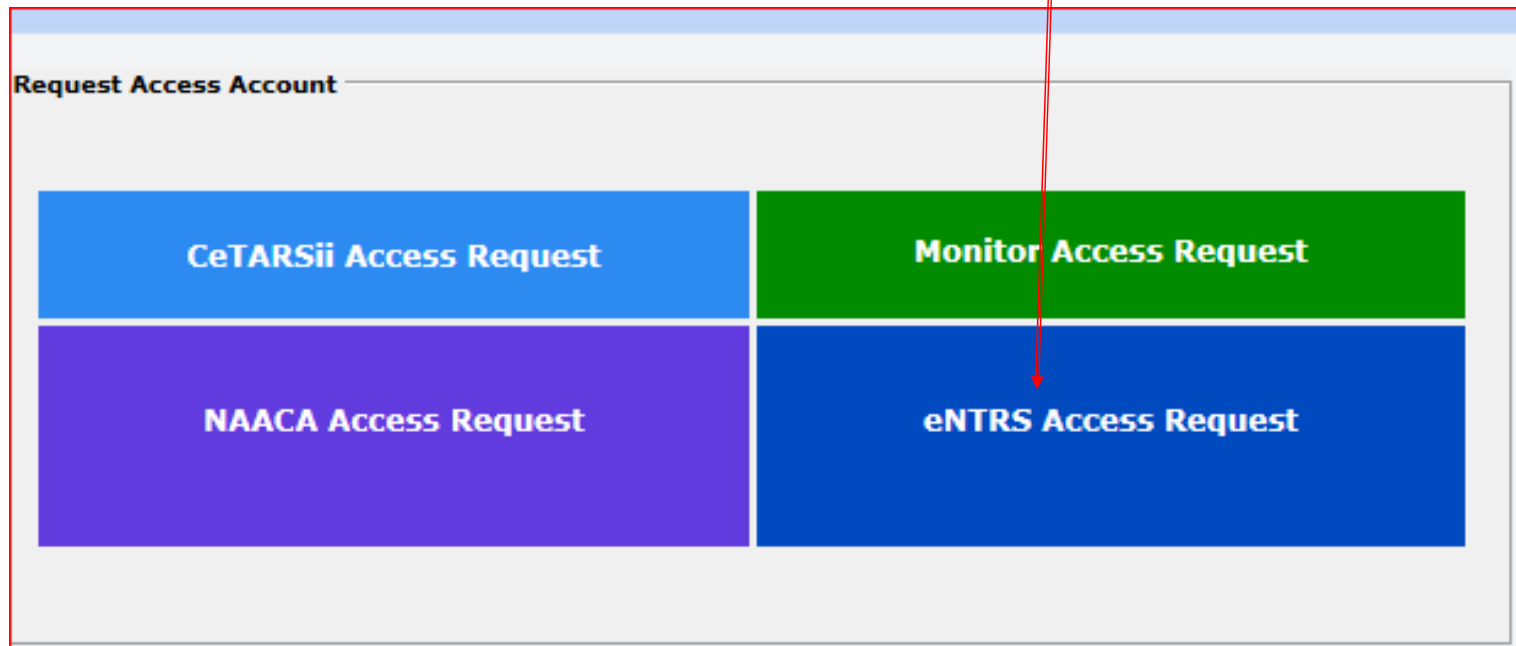 Request Access Account
CeTARSii Access Request
Monitor Access Request
NAACA Access Request
eNTRS Access Request